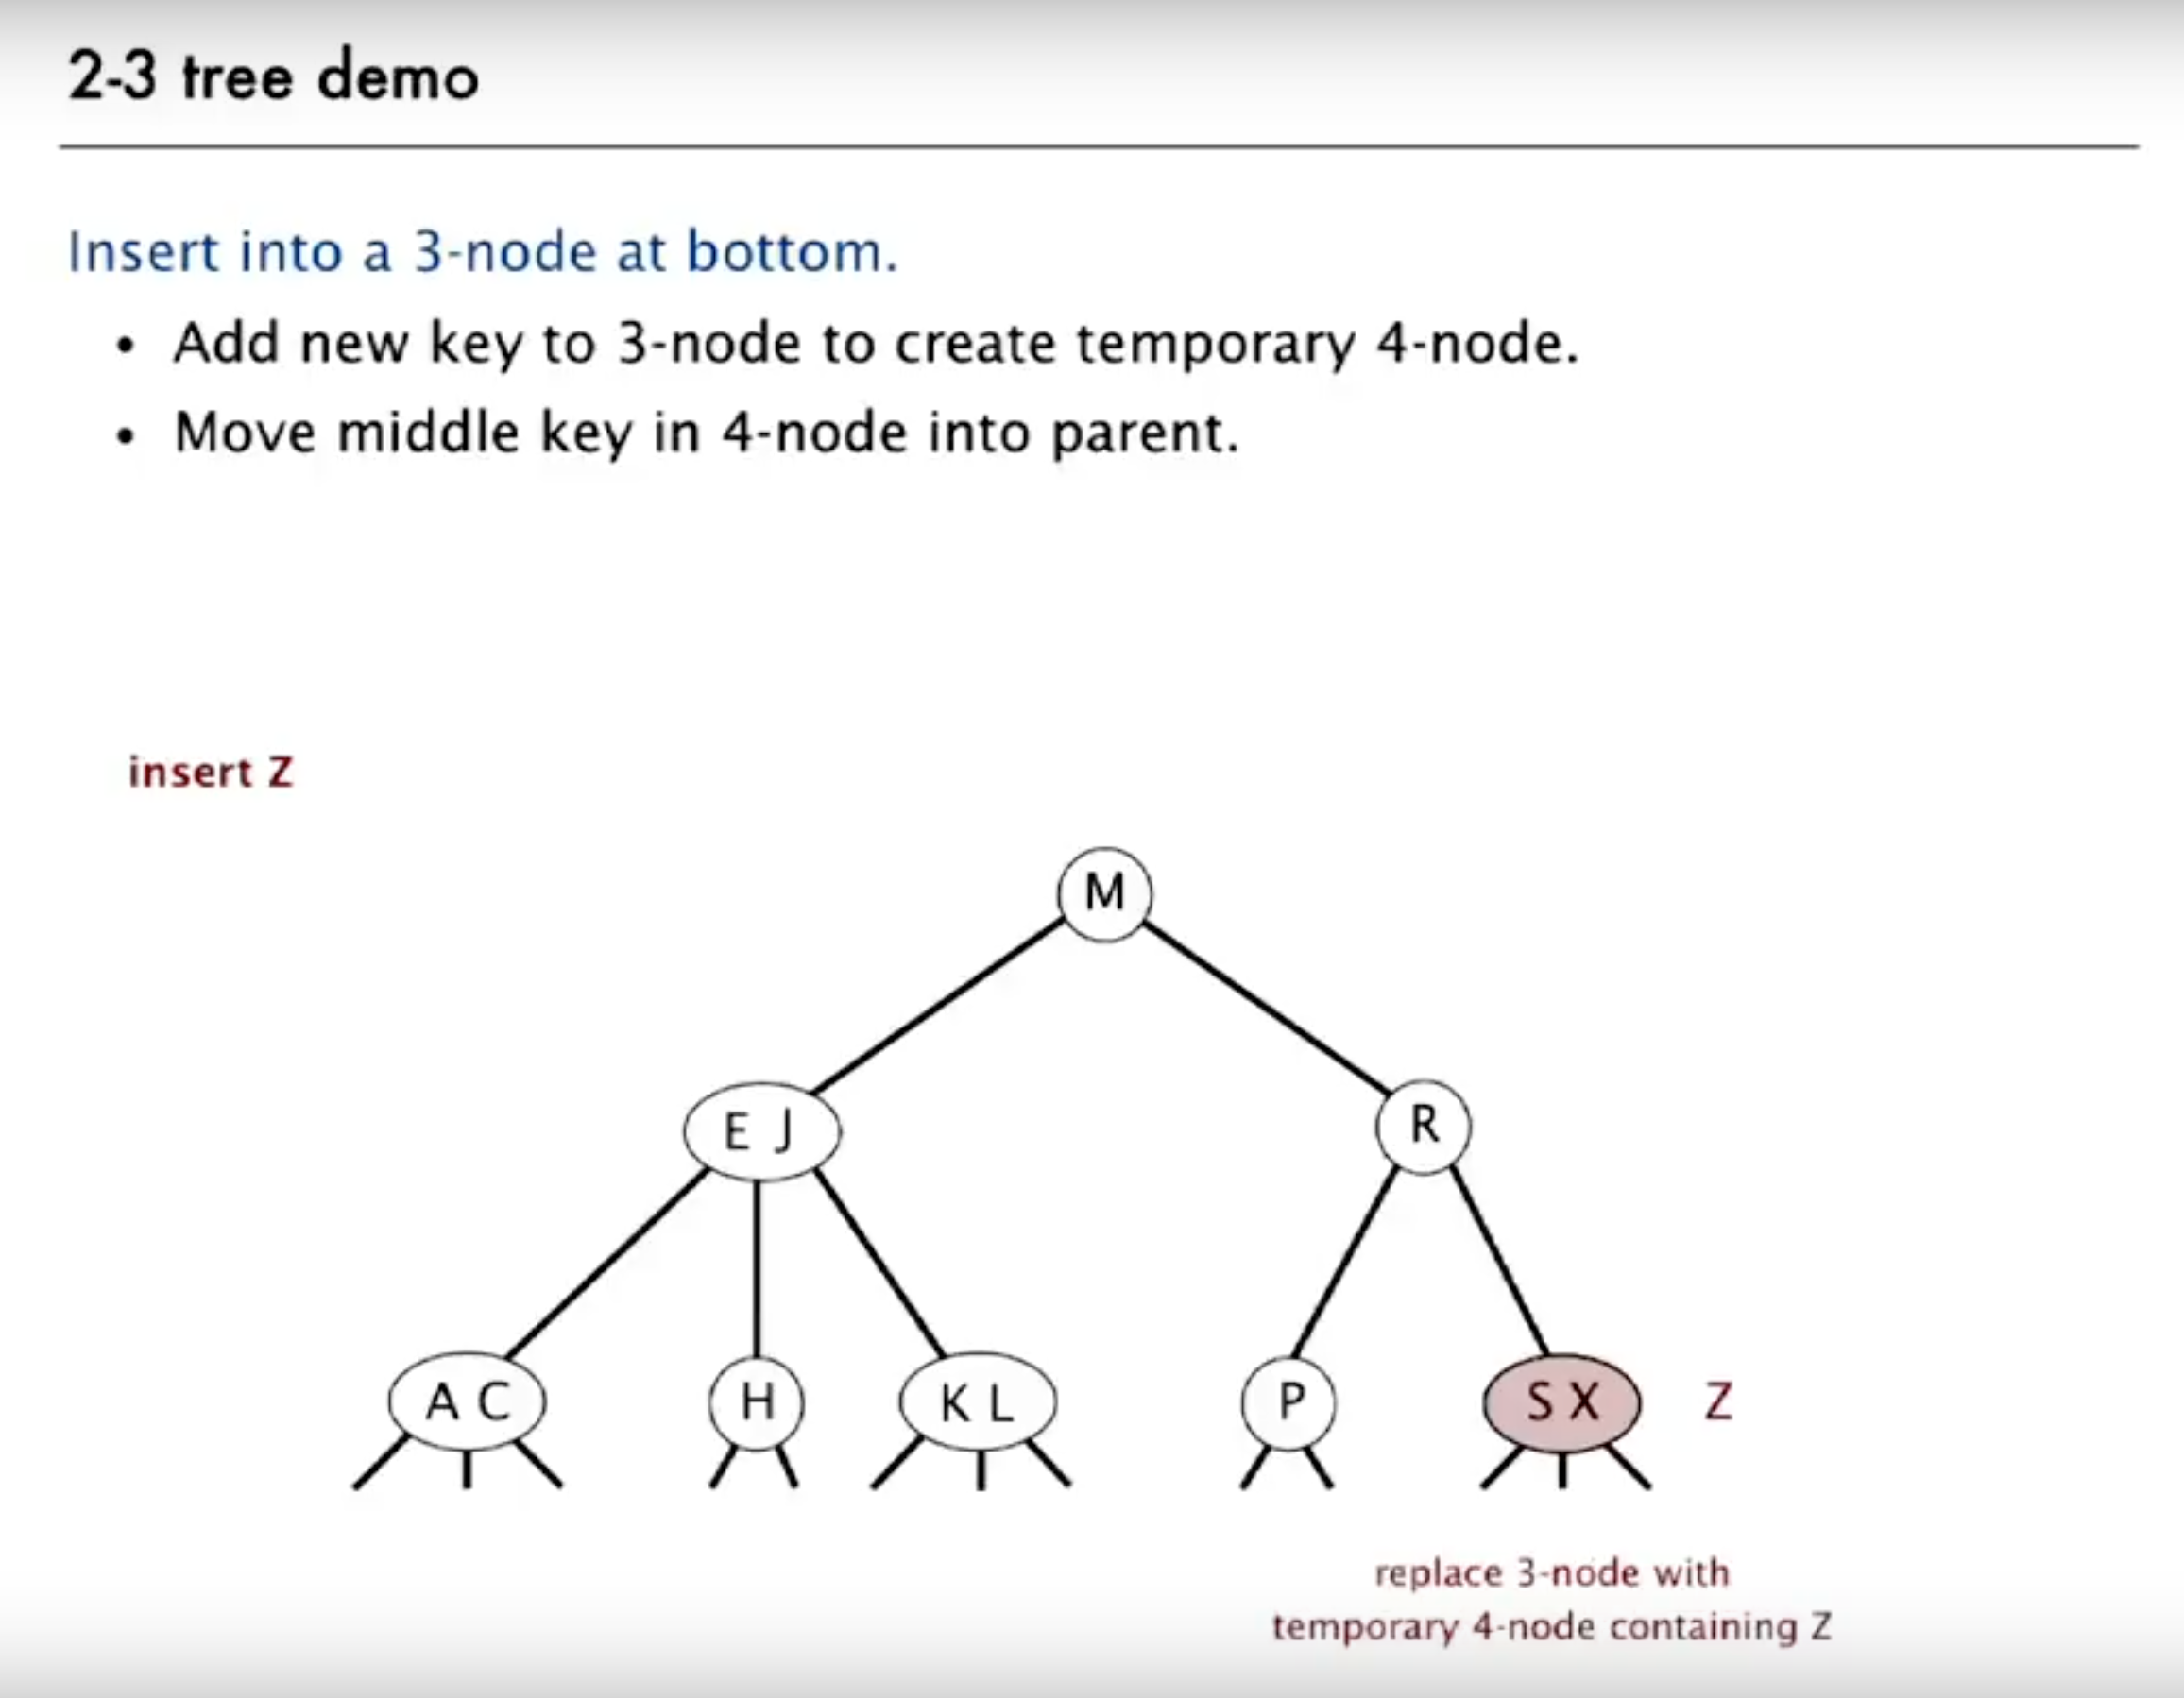 2-3 tree demo
Insert into a 3-node at bottom.
• Add new key to 3-node to create temporary 4-node.
• Move middle key in 4-node into parent.
insert Z
M
E J
R
A C
H
K L
P
S X
Z
replace 3-node with
temporary 4-node containing Z